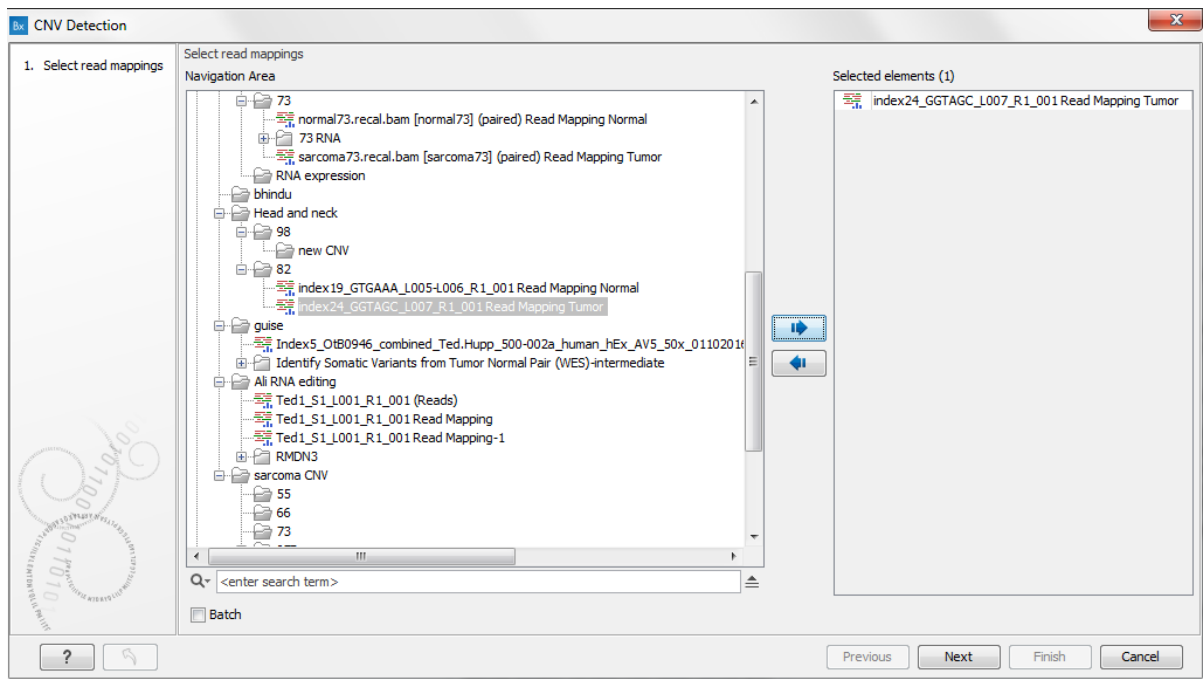 Bx CNV Detection
X
1. Select read mappings
Select read mappings
Navigation Area
73
normal73.recal.bam [normal73] (paired) Read Mapping Normal
73 RNA
sarcoma73.recal.bam [sarcoma73] (paired) Read Mapping Tumor
RNA expression
bhindu
Head and neck
98
new CNV
82
index19_GTGAAA_L005-L006_R1_001 Read Mapping Normal
index24_GGTAGC_L007_R1_001 Read Mapping Tumor
guise
Index5_OtB0946_combined_Ted.Hupp_500-002a_human_hEx_AV5_50x_01102016
Identify Somatic Variants from Tumor Normal Pair (WES)-intermediate
Ali RNA editing
Ted1_S1_L001_R1_001 (Reads)
Ted1_S1_L001_R1_001 Read Mapping
Ted1_S1_L001_R1_001 Read Mapping-1
RMDN3
sarcoma CNV
55
66
73
<enter search term>
Batch
Selected elements (1)
index24_GGTAGC_L007_R1_001 Read Mapping Tumor
?
Previous
Next
Finish
Cancel